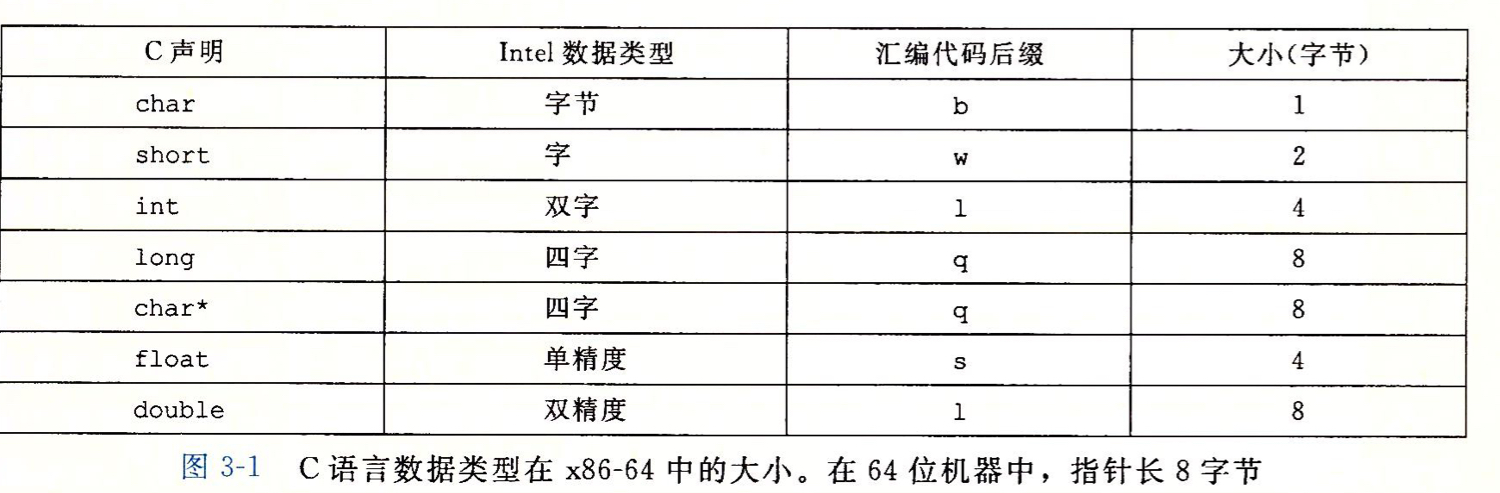 C 声明 Intel 数据类型 汇编代码后缀 大小(字节)
char 字节 b 1
short 字 w 2
int 双字 l 4
long 四字 q 8
char* 四字 q 8
float 单精度 s 4
double 双精度 l 8
图 3-1 C 语言数据类型在 x86-64 中的大小。在 64 位机器中，指针长 8 字节